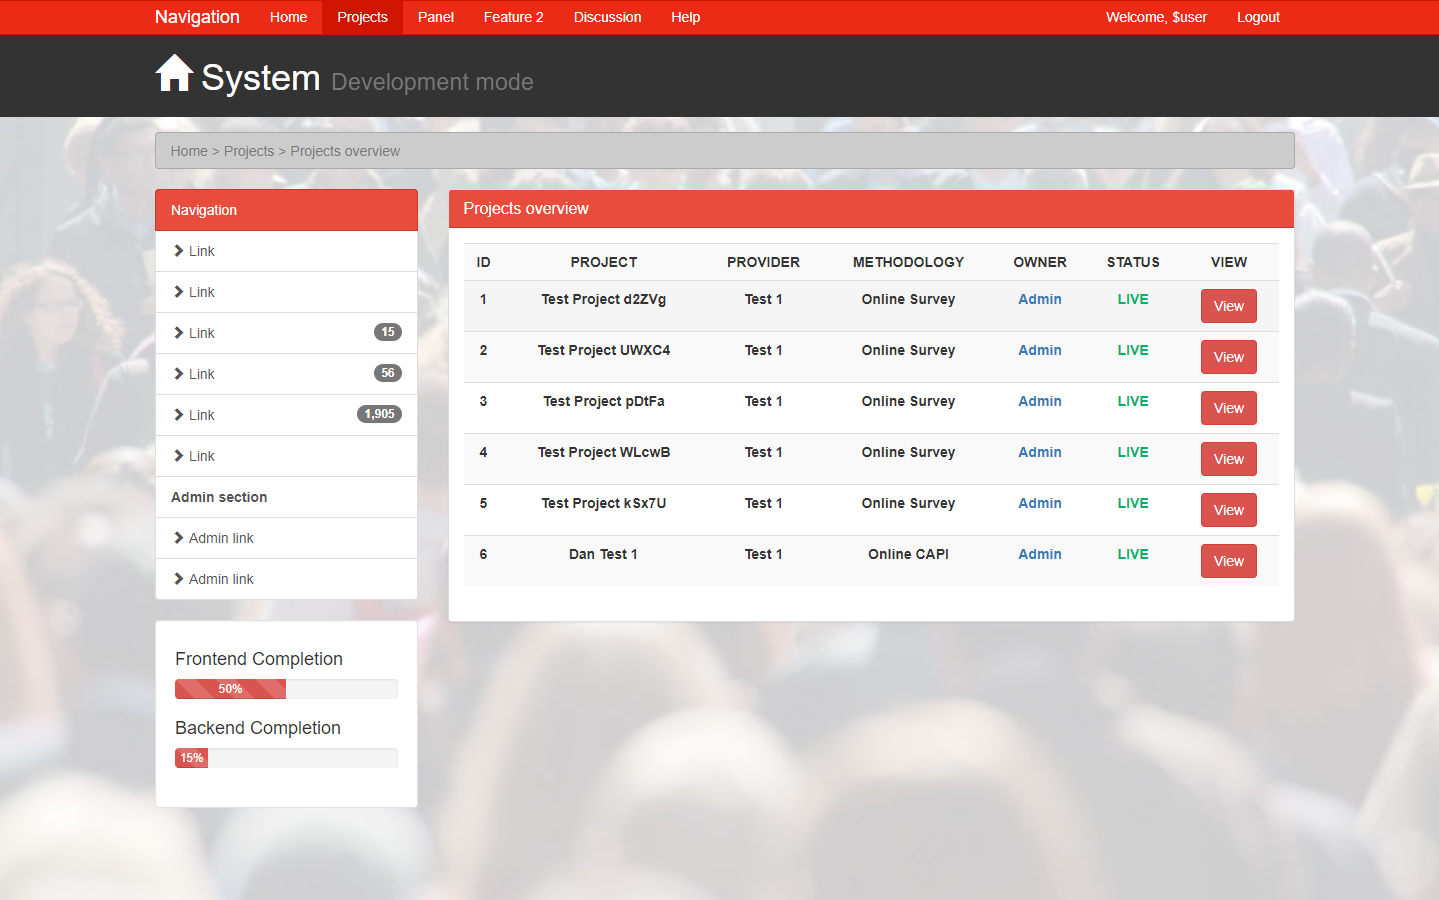 Navigation Home Projects Panel Feature 2 Discussion Help Welcome, $user Logout
System Development mode
Home > Projects > Projects overview
Navigation
Link
Link
Link 15
Link 56
Link 1,905
Link
Admin section
Admin link
Admin link
Frontend Completion
50%
Backend Completion
15%
Projects overview
ID PROJECT PROVIDER METHODOLOGY OWNER STATUS VIEW
1 Test Project d2ZVg Test 1 Online Survey Admin LIVE View
2 Test Project UWXC4 Test 1 Online Survey Admin LIVE View
3 Test Project pDtFa Test 1 Online Survey Admin LIVE View
4 Test Project WLcwB Test 1 Online Survey Admin LIVE View
5 Test Project kSx7U Test 1 Online Survey Admin LIVE View
6 Dan Test 1 Test 1 Online CAPI Admin LIVE View